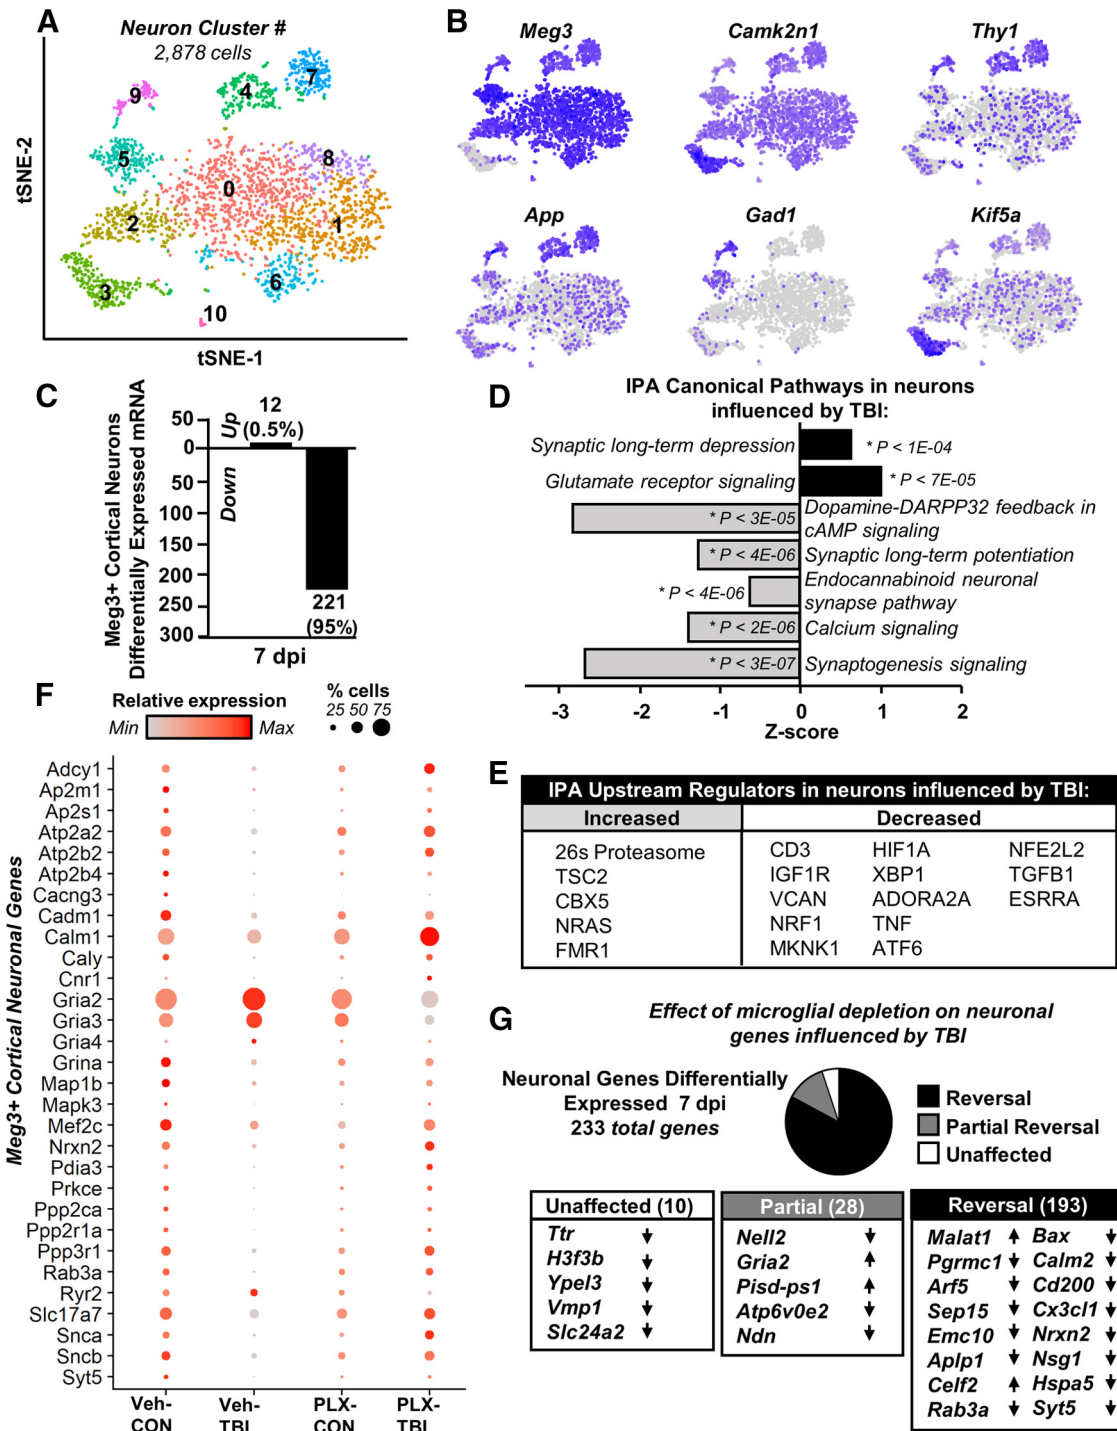 A
Neuron Cluster #
2,878 cells
tSNE-2
0
1
2
3
4
5
6
7
8
9
10
tSNE-1
B
Meg3
Camk2n1
Thy1
App
Gad1
Kif5a
C
Meg3+ Cortical Neurons
Differentially Expressed mRNA
50
0
50
100
150
200
250
300
Up
Down
12
(0.5%)
221
(95%)
7 dpi
D
IPA Canonical Pathways in neurons
influenced by TBI:
Synaptic long-term depression
* P < 1E-04
Glutamate receptor signaling
* P < 7E-05
* P < 3E-05
Dopamine-DARPP32 feedback in
cAMP signaling
* P < 4E-06
Synaptic long-term potentiation
* P < 4E-06
Endocannabinoid neuronal
synapse pathway
* P < 2E-06
Calcium signaling
* P < 3E-07
Synaptogenesis signaling
-3 -2 -1 0 1 2
Z-score
E
IPA Upstream Regulators in neurons influenced by TBI:
Increased Decreased
26s Proteasome CD3 HIF1A NFE2L2
TSC2 IGF1R XBP1 TGFB1
CBX5 VCAN ADORA2A ESRRA
NRAS NRF1 TNF
FMR1 MKNK1 ATF6
F
Relative expression
Min Max
% cells
25 50 75
Meg3+ Cortical Neuronal Genes
Adcy1
Ap2m1
Ap2s1
Atp2a2
Atp2b2
Atp2b4
Cacng3
Cadm1
Calm1
Caly
Cnr1
Gria2
Gria3
Gria4
Grina
Map1b
Mapk3
Mef2c
Nrxn2
Pdia3
Prkce
Ppp2ca
Ppp2r1a
Ppp3r1
Rab3a
Ryr2
Slc17a7
Snca
Sncb
Syt5
Veh-CON
Veh-TBI
PLX-CON
PLX-TBI
G
Effect of microglial depletion on neuronal
genes influenced by TBI
Neuronal Genes Differentially
Expressed 7 dpi
233 total genes
Reversal
Partial Reversal
Unaffected
Unaffected (10)
Ttr ↓
H3f3b ↓
Ypel3 ↓
Vmp1 ↓
Slc24a2 ↓
Partial (28)
Nell2 ↓
Gria2 ↑
Pisd-ps1 ↑
Atp6v0e2 ↓
Ndn ↓
Reversal (193)
Malat1 ↑ Bax ↓
Pgrmc1 ↓ Calm2 ↓
Arf5 ↓ Cd200 ↓
Sep15 ↓ Cx3cl1 ↓
Emc10 ↓ Nrxn2 ↓
Aplp1 ↓ Nsg1 ↓
Celf2 ↑ Hspa5 ↓
Rab3a ↓ Syt5 ↓